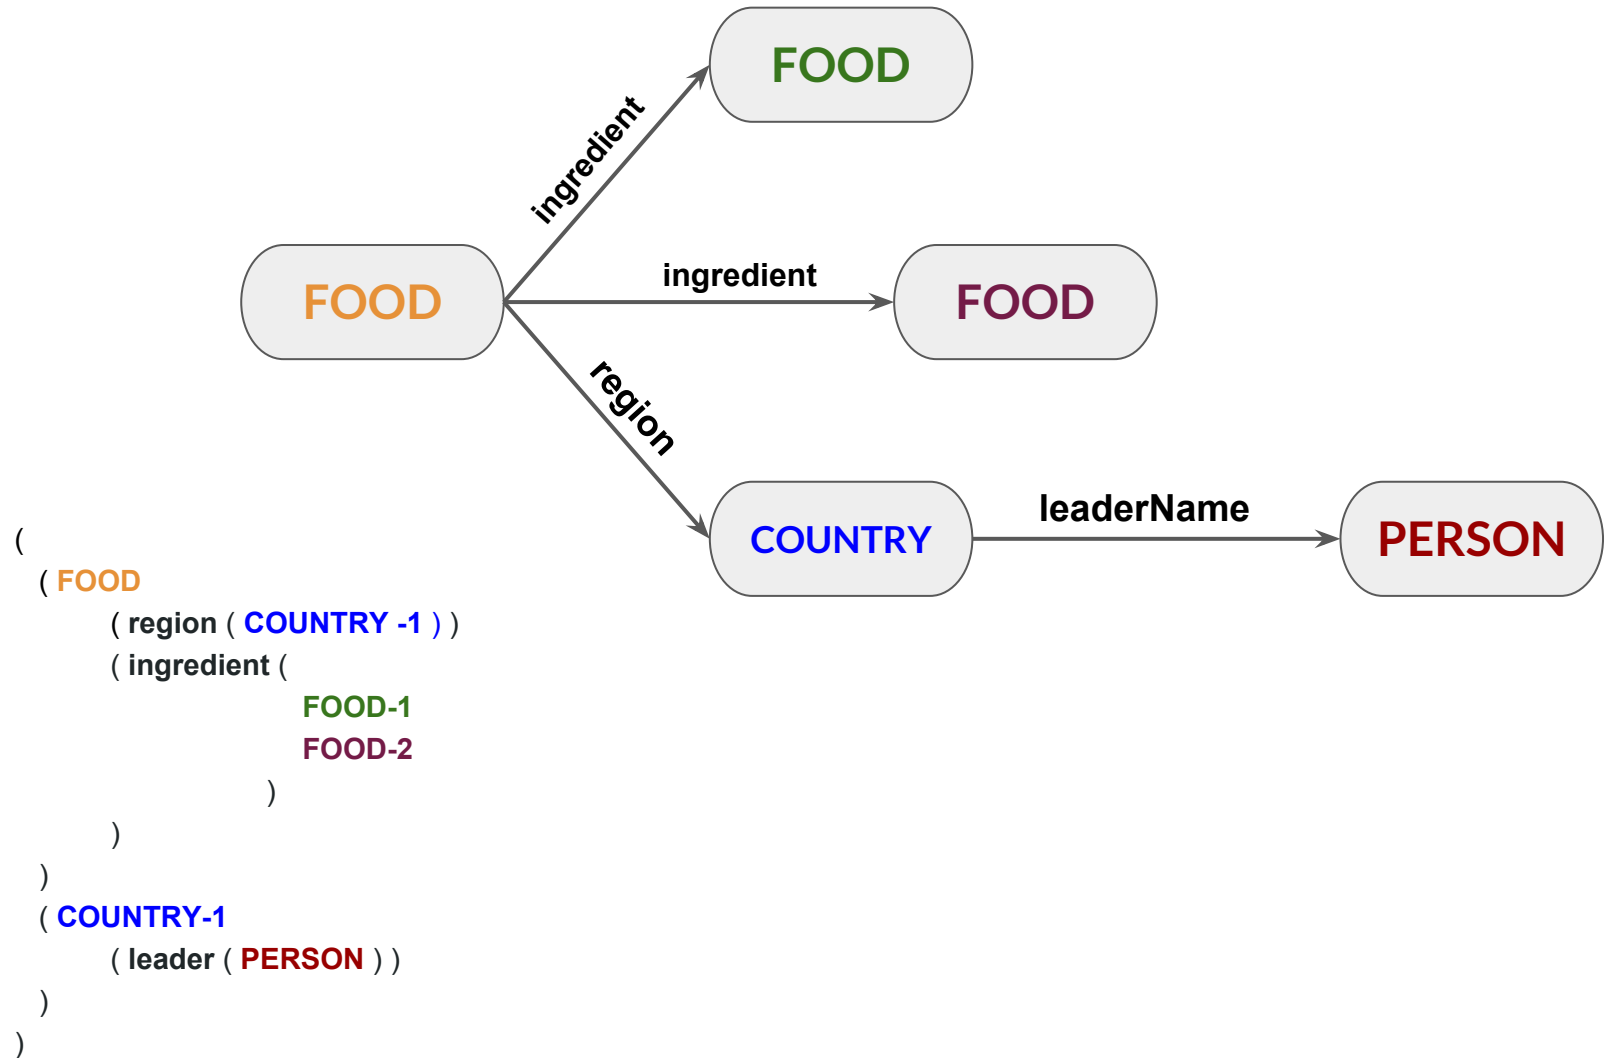 FOOD
ingredient
FOOD
ingredient
FOOD
region
COUNTRY
leaderName
PERSON
(
( FOOD
( region ( COUNTRY -1 ) )
( ingredient (
FOOD-1
FOOD-2
)
)
)
( COUNTRY-1
( leader ( PERSON ) )
)
)